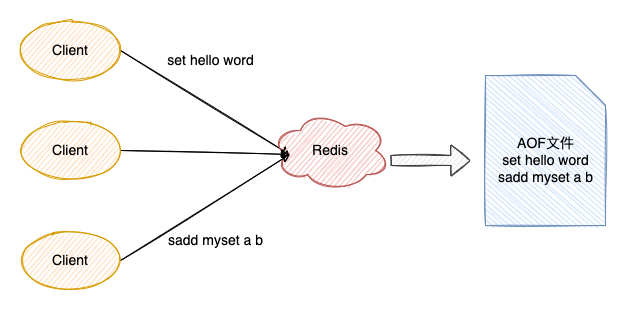 Client
set hello word
Client
Redis
AOF文件
set hello word
sadd myset a b
sadd myset a b
Client